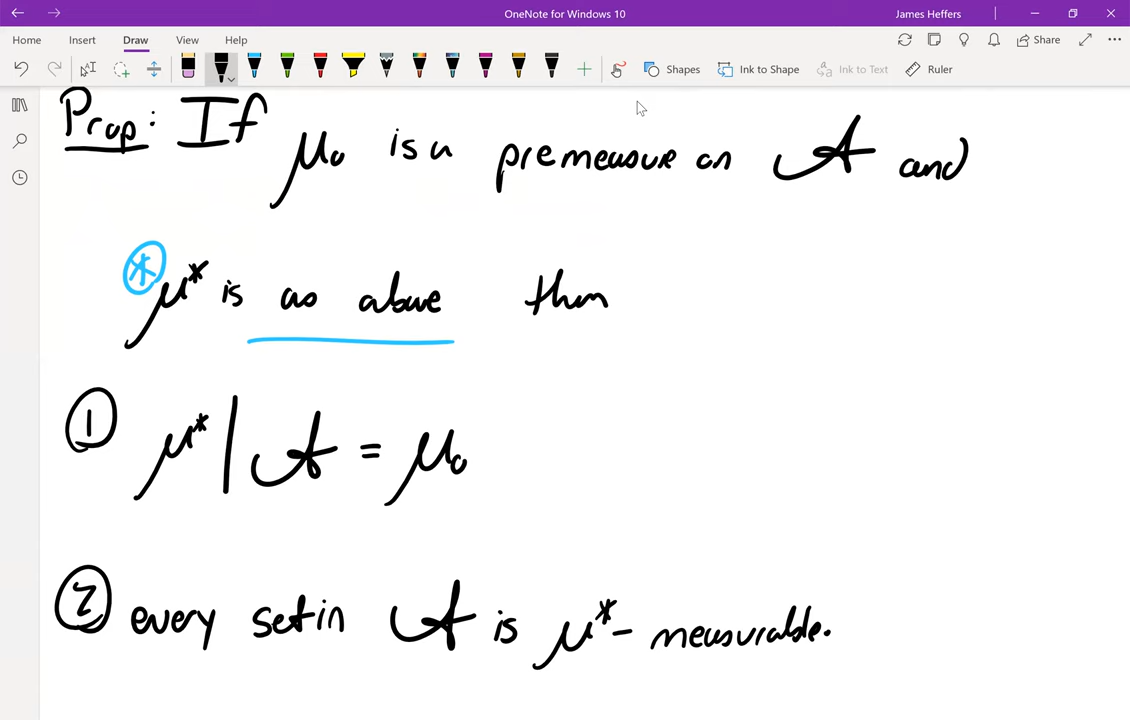 OneNote for Windows 10
James Heffers
Home Insert Draw View Help
Share
Shapes Ink to Shape Ink to Text Ruler
Prop: If μ₀ is a premeasure on 𝒜 and
⊛ μ* is as above then
① μ* | 𝒜 = μ₀
② every set in 𝒜 is μ* - measurable.